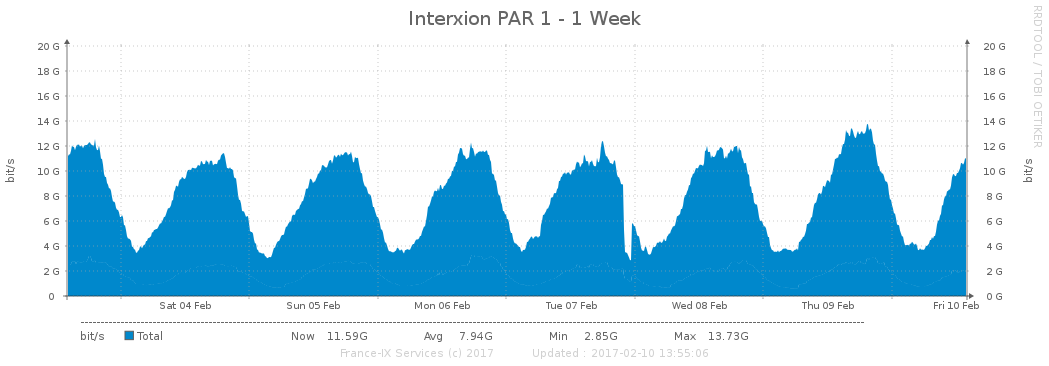 Interxion PAR 1 - 1 Week
RRDTOOL / TOBI OETIKER
20 G 20 G
18 G 18 G
16 G 16 G
14 G 14 G
12 G 12 G
10 G 10 G
8 G 8 G
6 G 6 G
4 G 4 G
2 G 2 G
0 0 G
bit/s bit/s
Sat 04 Feb Sun 05 Feb Mon 06 Feb Tue 07 Feb Wed 08 Feb Thu 09 Feb Fri 10 Feb
bit/s Total Now 11.59G Avg 7.94G Min 2.85G Max 13.73G
France-IX Services (c) 2017 Updated : 2017-02-10 13:55:06